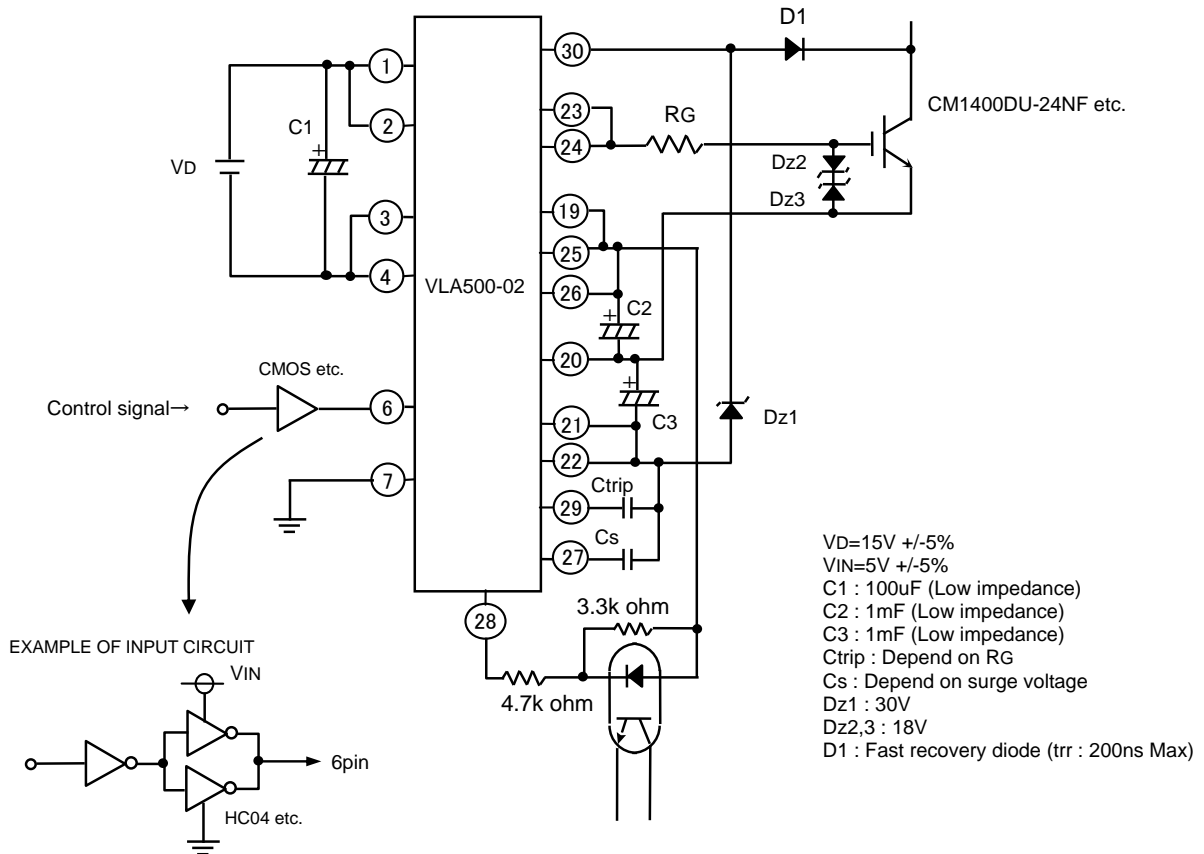 D1
30
1
23
CM1400DU-24NF etc.
RG
C1
2
24
+
Dz2
VD
Dz3
19
3
25
4
VLA500-02
26
C2
+
20
CMOS etc.
+
Control signal→
6
21
C3
Dz1
22
7
Ctrip
29
Cs
27
VD=15V +/-5%
VIN=5V +/-5%
C1 : 100uF (Low impedance)
C2 : 1mF (Low impedance)
C3 : 1mF (Low impedance)
Ctrip : Depend on RG
Cs : Depend on surge voltage
Dz1 : 30V
Dz2,3 : 18V
D1 : Fast recovery diode (trr : 200ns Max)
3.3k ohm
28
4.7k ohm
EXAMPLE OF INPUT CIRCUIT
VIN
6pin
HC04 etc.